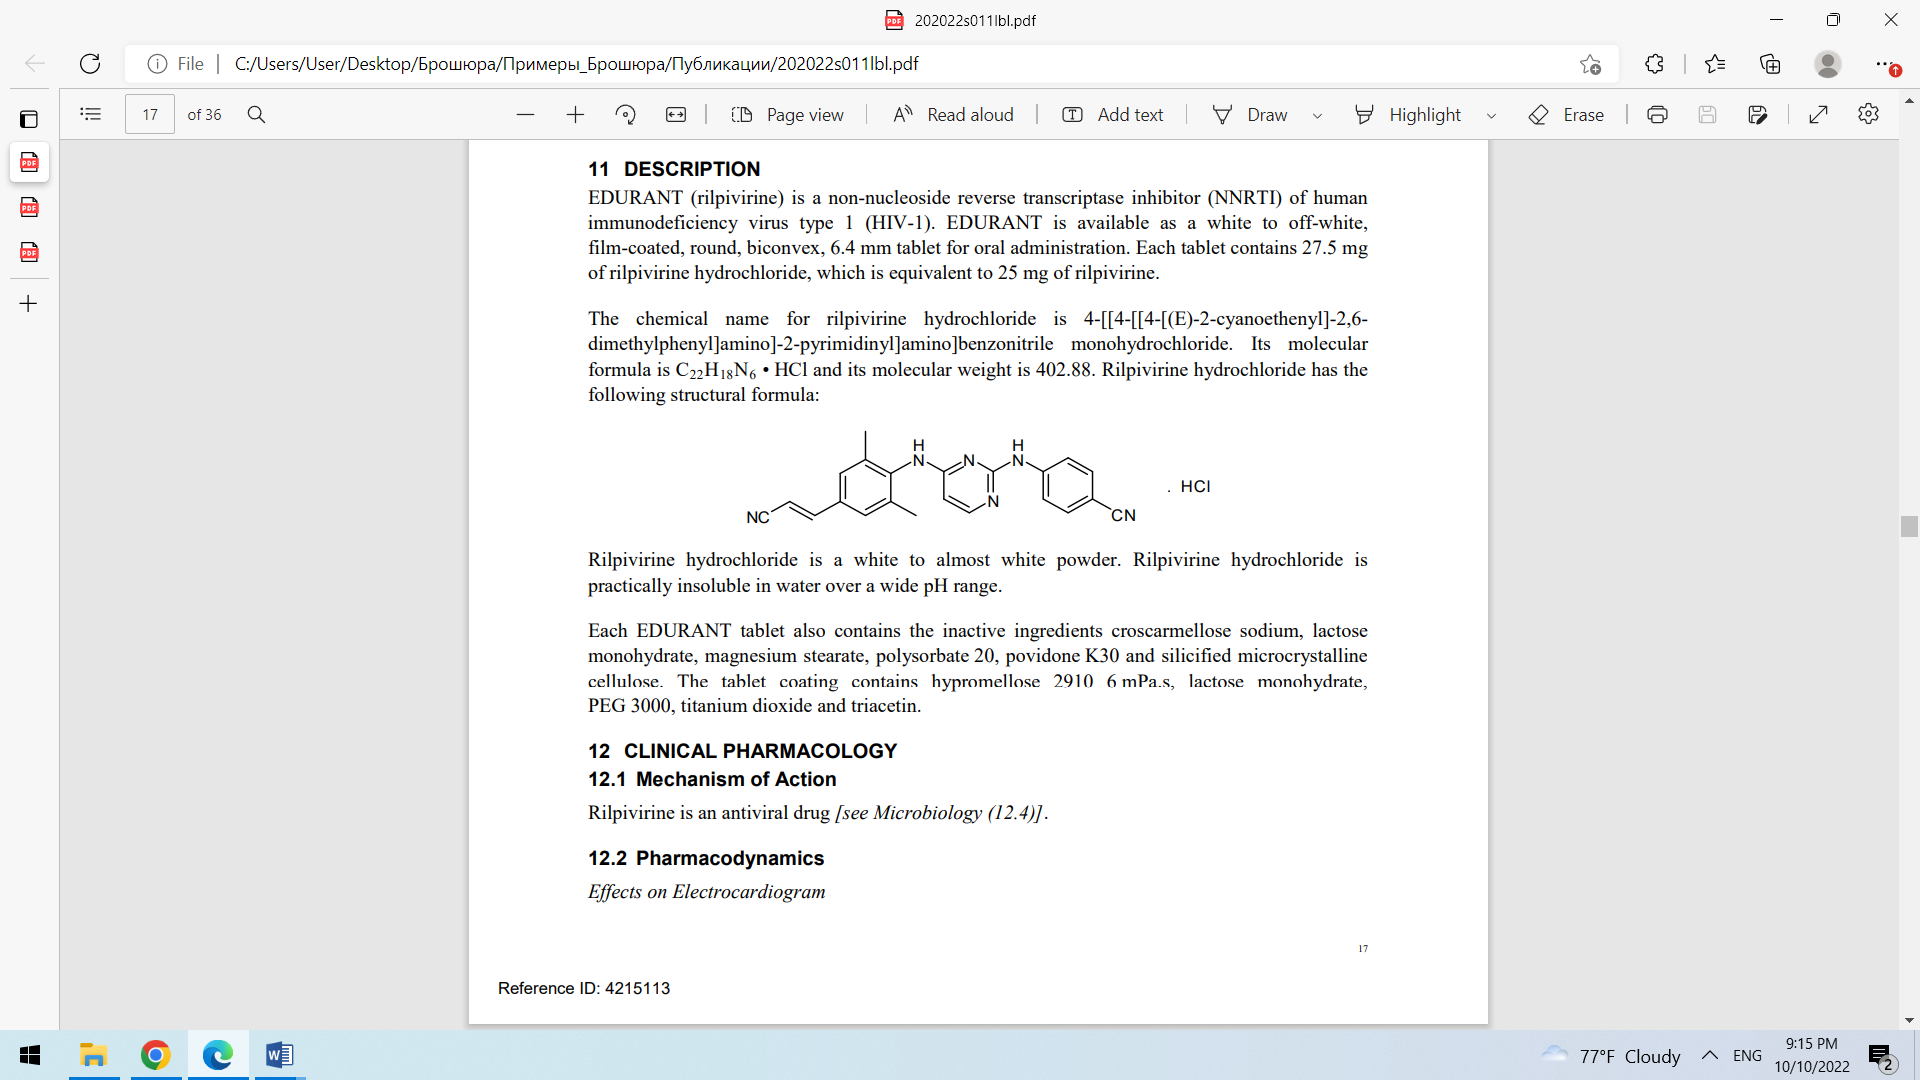 202022s011lbl.pdf
File
C:/Users/User/Desktop/Брошюра/Примеры_Брошюра/Публикации/202022s011lbl.pdf
17 of 36
Page view
Read aloud
Add text
Draw
Highlight
Erase
11 DESCRIPTION
EDURANT (rilpivirine) is a non-nucleoside reverse transcriptase inhibitor (NNRTI) of human
immunodeficiency virus type 1 (HIV-1). EDURANT is available as a white to off-white,
film-coated, round, biconvex, 6.4 mm tablet for oral administration. Each tablet contains 27.5 mg
of rilpivirine hydrochloride, which is equivalent to 25 mg of rilpivirine.
The chemical name for rilpivirine hydrochloride is 4-[[4-[[4-[(E)-2-cyanoethenyl]-2,6-
dimethylphenyl]amino]-2-pyrimidinyl]amino]benzonitrile monohydrochloride. Its molecular
formula is C22H18N6 • HCl and its molecular weight is 402.88. Rilpivirine hydrochloride has the
following structural formula:
H H
N N N
N
NC CN
. HCl
Rilpivirine hydrochloride is a white to almost white powder. Rilpivirine hydrochloride is
practically insoluble in water over a wide pH range.
Each EDURANT tablet also contains the inactive ingredients croscarmellose sodium, lactose
monohydrate, magnesium stearate, polysorbate 20, povidone K30 and silicified microcrystalline
cellulose. The tablet coating contains hypromellose 2910 6 mPa.s, lactose monohydrate,
PEG 3000, titanium dioxide and triacetin.
12 CLINICAL PHARMACOLOGY
12.1 Mechanism of Action
Rilpivirine is an antiviral drug [see Microbiology (12.4)].
12.2 Pharmacodynamics
Effects on Electrocardiogram
17
Reference ID: 4215113
77°F Cloudy
ENG
9:15 PM
10/10/2022
2